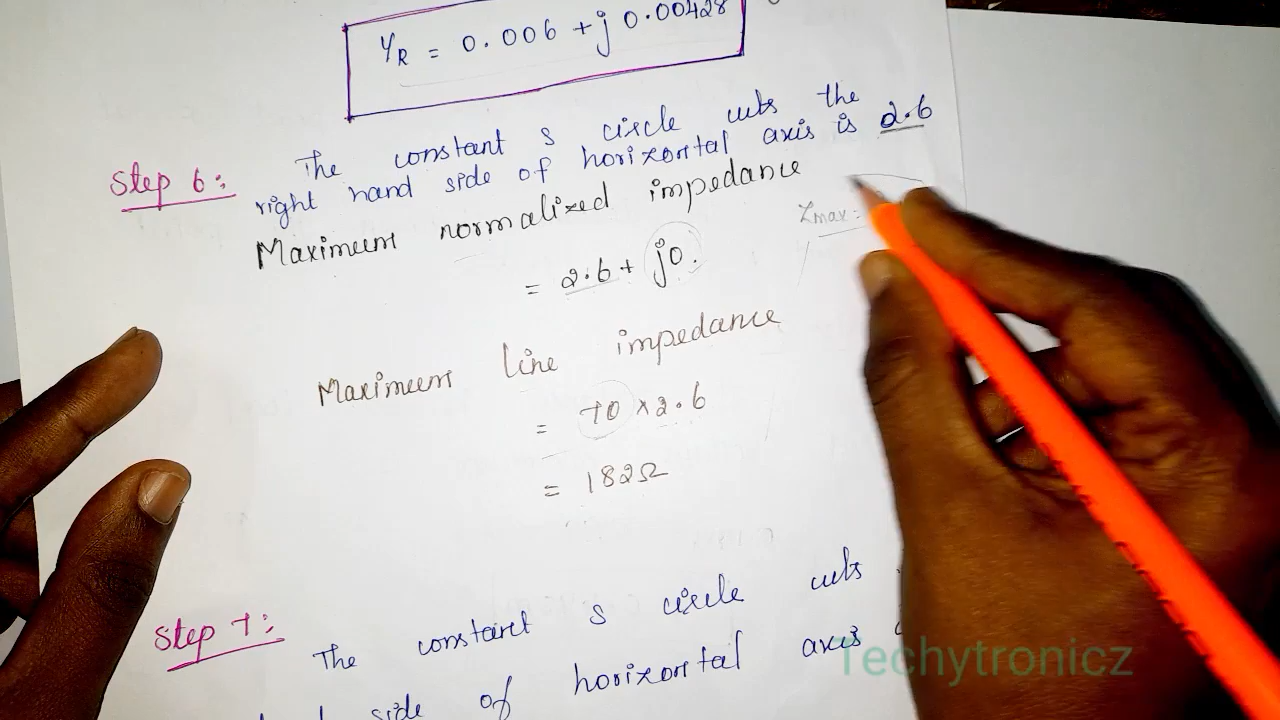 YR = 0.006 + j 0.00428
Step 6:
The constant s circle cuts the
right hand side of horizontal axis is 2.6
Maximum normalized impedance
= 2.6 + j0.
Zmax =
Maximum line impedance
= 70 × 2.6
= 182Ω
Step 7:
The constant s circle cuts
side of horizontal axis
Techytronicz